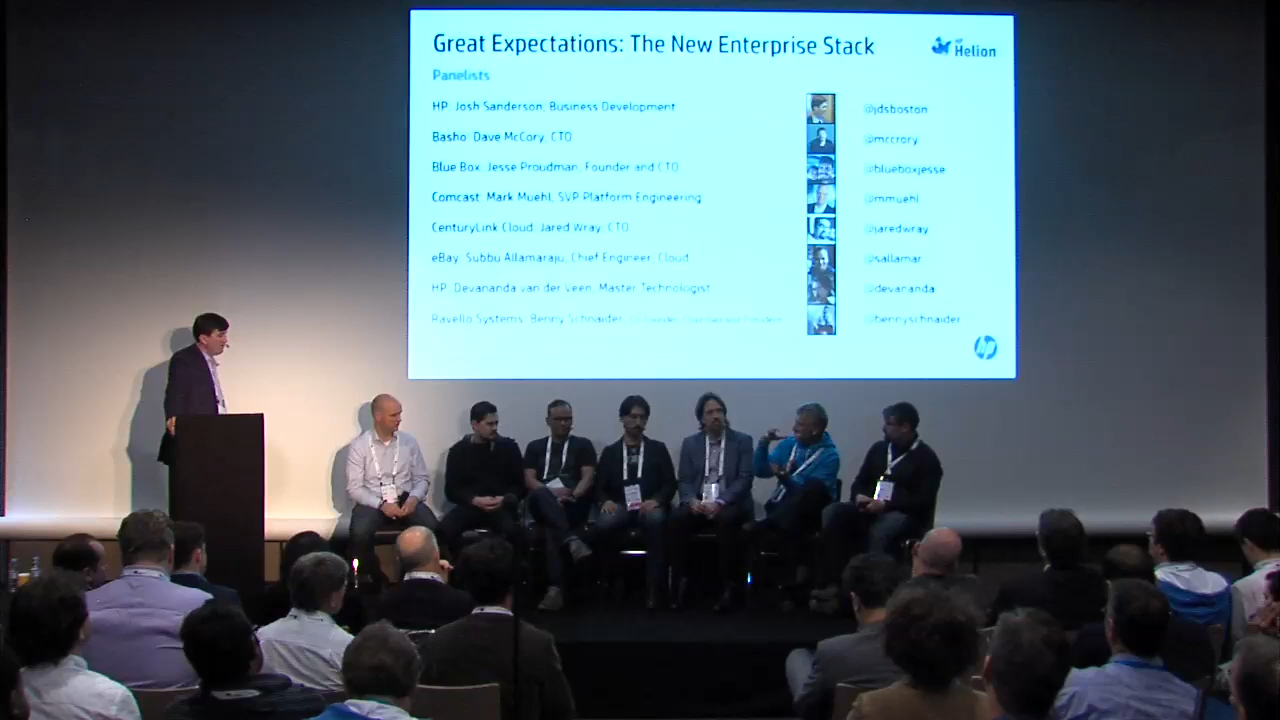 Great Expectations: The New Enterprise Stack
HP Helion
Panelists
HP: Josh Sanderson, Business Development
@jdsboston
Basho: Dave McCory, CTO
@mccrory
Blue Box: Jesse Proudman, Founder and CTO
@blueboxjesse
Comcast: Mark Muehl, SVP Platform Engineering
@mmuehl
CenturyLink Cloud: Jared Wray, CTO
@jaredwray
eBay: Subbu Allamaraju, Chief Engineer, Cloud
@sallamar
HP: Devananda van der Veen, Master Technologist
@devananda
Ravello Systems: Benny Schnaider,
@bennyschnaider
hp